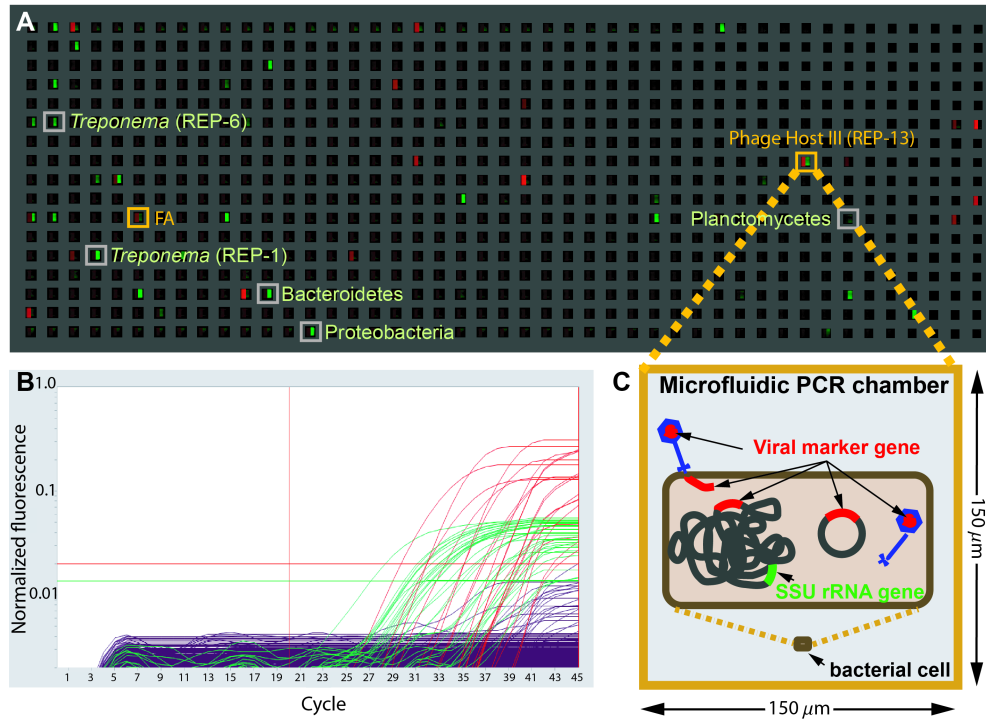 A
Treponema (REP-6)
Phage Host III (REP-13)
FA
Planctomycetes
Treponema (REP-1)
Bacteroidetes
Proteobacteria
B
1.0
0.1
0.01
Normalized fluorescence
1 3 5 7 9 11 13 15 17 19 21 23 25 27 29 31 33 35 37 39 41 43 45
Cycle
C
Microfluidic PCR chamber
Viral marker gene
SSU rRNA gene
bacterial cell
150 μm
150 μm